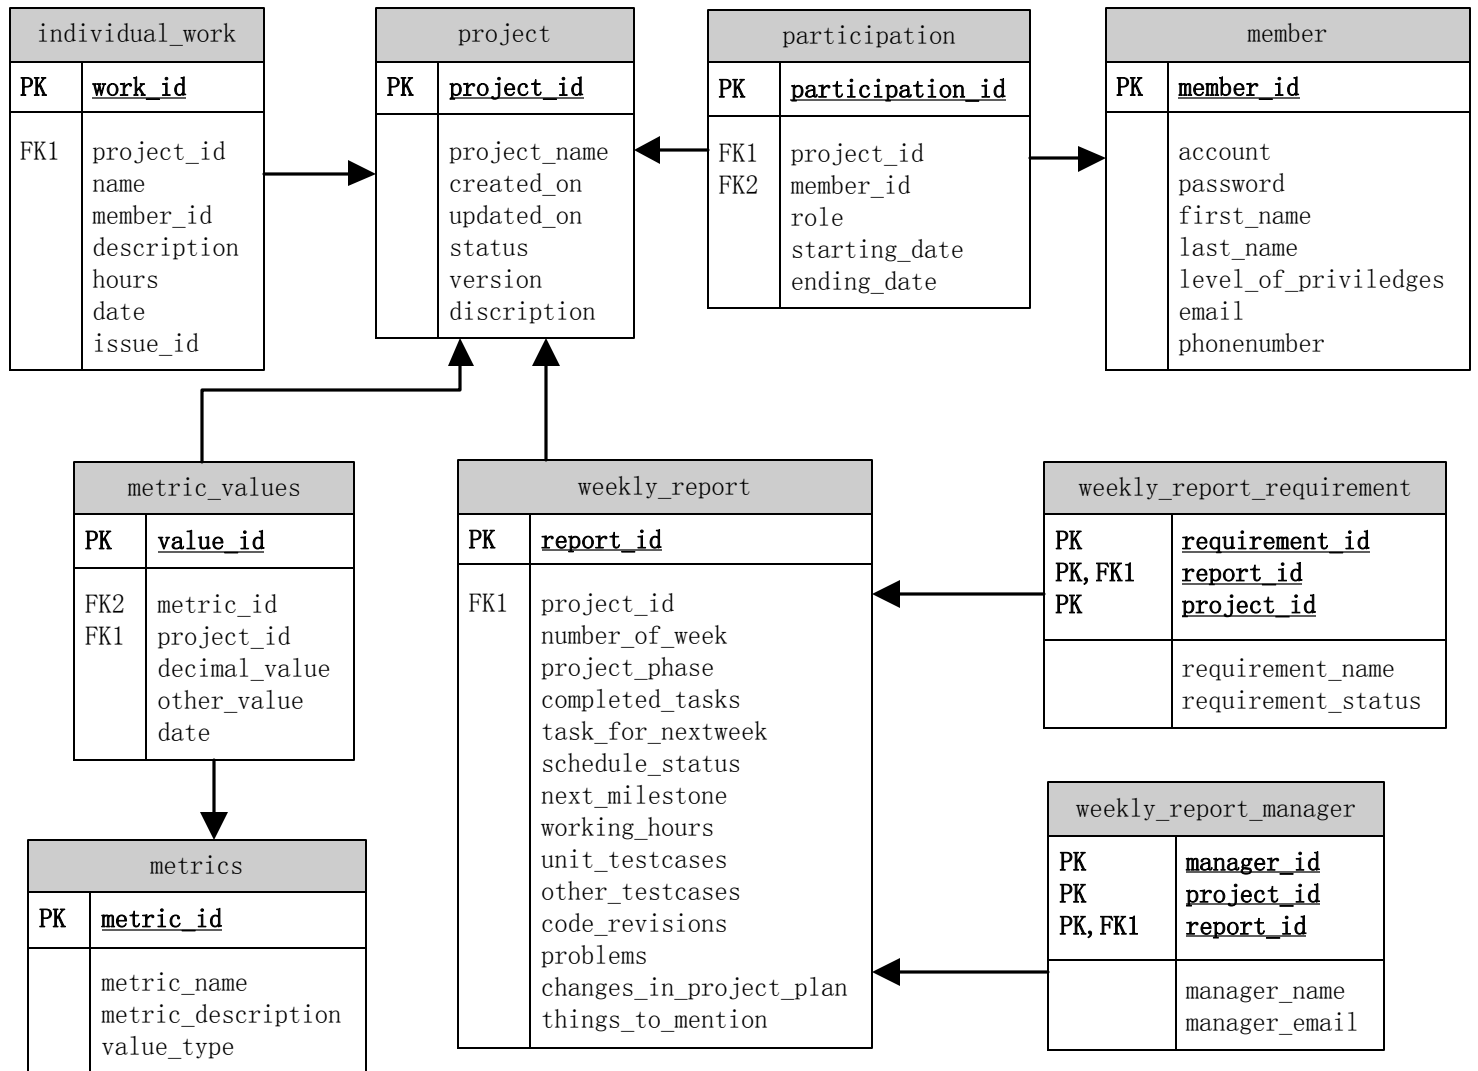 individual_work
PK work_id
FK1 project_id
name
member_id
description
hours
date
issue_id
project
PK project_id
project_name
created_on
updated_on
status
version
discription
participation
PK participation_id
FK1 project_id
FK2 member_id
role
starting_date
ending_date
member
PK member_id
account
password
first_name
last_name
level_of_priviledges
email
phonenumber
metric_values
PK value_id
FK2 metric_id
FK1 project_id
decimal_value
other_value
date
metrics
PK metric_id
metric_name
metric_description
value_type
weekly_report
PK report_id
FK1 project_id
number_of_week
project_phase
completed_tasks
task_for_nextweek
schedule_status
next_milestone
working_hours
unit_testcases
other_testcases
code_revisions
problems
changes_in_project_plan
things_to_mention
weekly_report_requirement
PK requirement_id
PK,FK1 report_id
PK project_id
requirement_name
requirement_status
weekly_report_manager
PK manager_id
PK project_id
PK,FK1 report_id
manager_name
manager_email